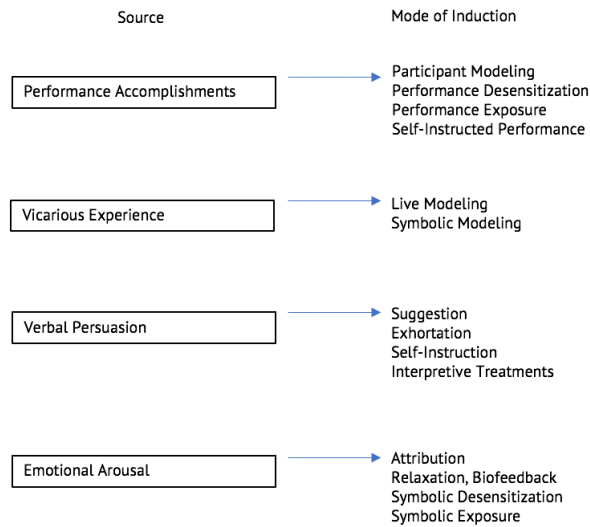 Source
Mode of Induction
Performance Accomplishments
Participant Modeling
Performance Desensitization
Performance Exposure
Self-Instructed Performance
Vicarious Experience
Live Modeling
Symbolic Modeling
Verbal Persuasion
Suggestion
Exhortation
Self-Instruction
Interpretive Treatments
Emotional Arousal
Attribution
Relaxation, Biofeedback
Symbolic Desensitization
Symbolic Exposure